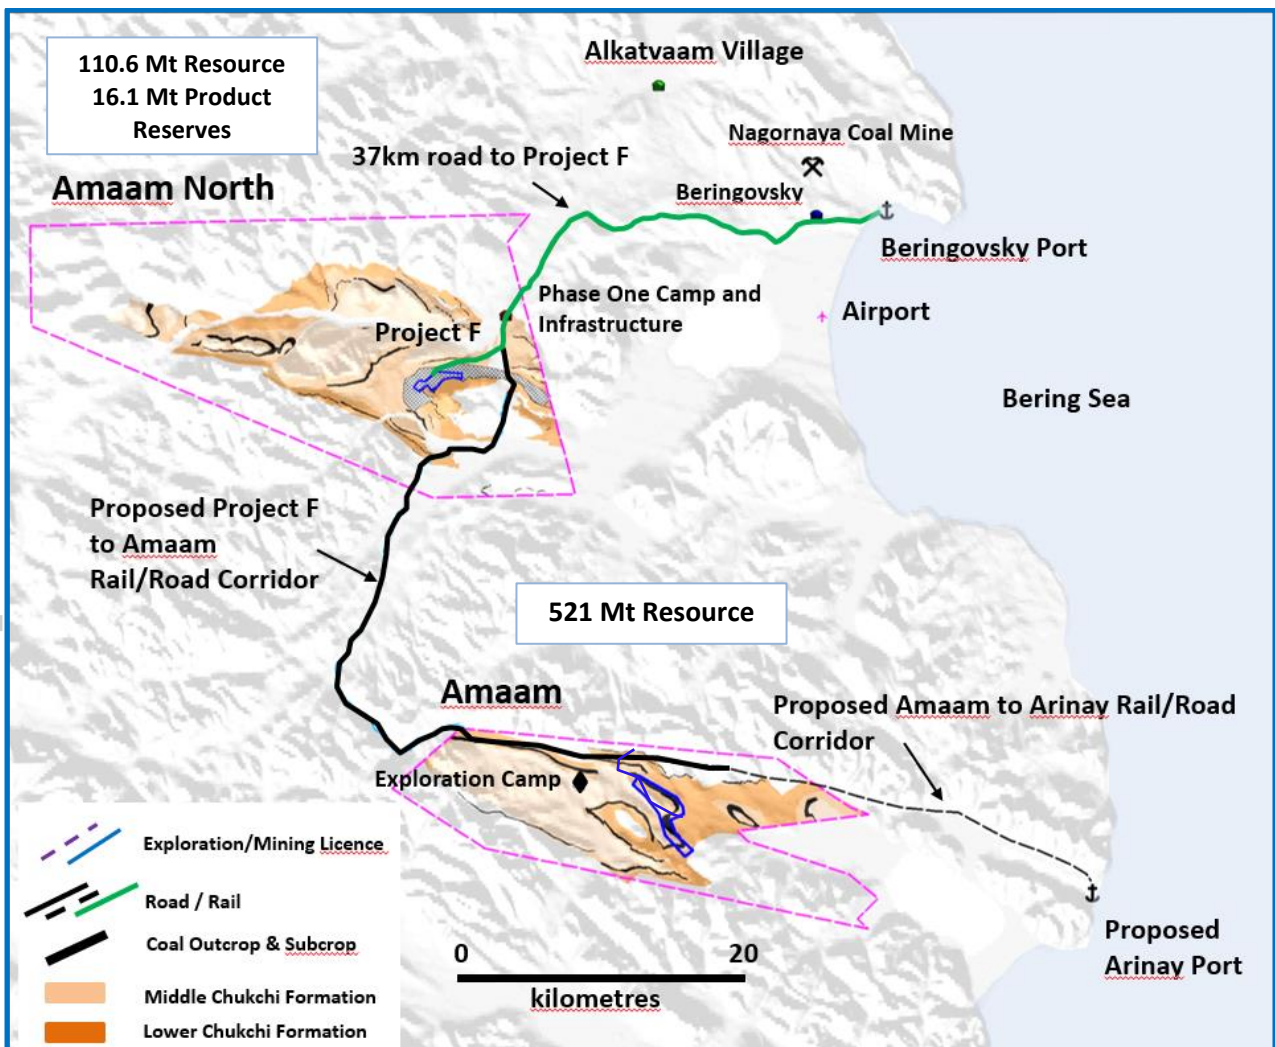 110.6 Mt Resource
16.1 Mt Product
Reserves
Alkatvaam Village
Nagornaya Coal Mine
37km road to Project F
Beringovsky
Amaam North
Beringovsky Port
Phase One Camp and
Infrastructure
Airport
Project F
Bering Sea
Proposed Project F
to Amaam
Rail/Road Corridor
521 Mt Resource
Amaam
Proposed Amaam to Arinay Rail/Road
Corridor
Exploration Camp
Exploration/Mining Licence
Road / Rail
Coal Outcrop & Subcrop
Middle Chukchi Formation
Lower Chukchi Formation
0 20
kilometres
Proposed
Arinay Port